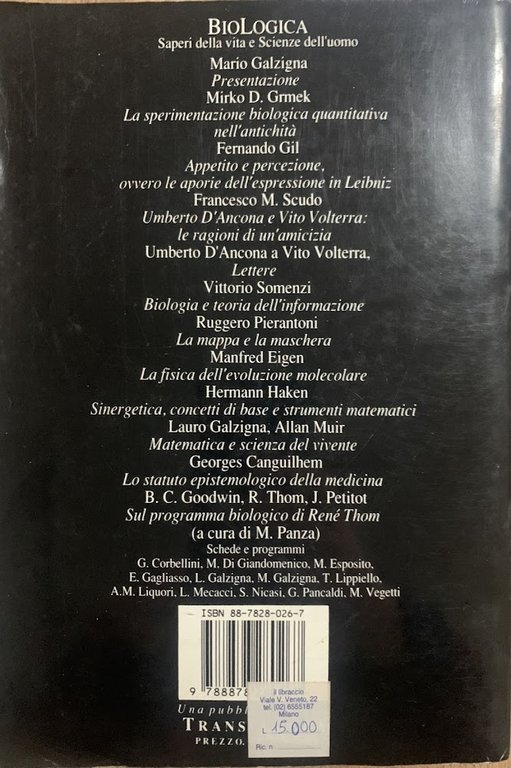 BIOLOGICA
Saperi della vita e Scienze dell'uomo
Mario Galzigna
Presentazione
Mirko D. Grmek
La sperimentazione biologica quantitativa
nell'antichità
Fernando Gil
Appetito e percezione,
ovvero le aporie dell'espressione in Leibniz
Francesco M. Scudo
Umberto D'Ancona e Vito Volterra:
le ragioni di un'amicizia
Umberto D'Ancona a Vito Volterra,
Lettere
Vittorio Somenzi
Biologia e teoria dell'informazione
Ruggero Pierantoni
La mappa e la maschera
Manfred Eigen
La fisica dell'evoluzione molecolare
Hermann Haken
Sinergetica, concetti di base e strumenti matematici
Lauro Galzigna, Allan Muir
Matematica e scienza del vivente
Georges Canguilhem
Lo statuto epistemologico della medicina
B. C. Goodwin, R. Thom, J. Petitot
Sul programma biologico di René Thom
(a cura di M. Panza)
Schede e programmi
G. Corbellini, M. Di Giandomenico, M. Esposito,
E. Gagliasso, L. Galzigna, M. Galzigna, T. Lippiello,
A.M. Liquori, L. Mecacci, S. Nicasi, G. Pancaldi, M. Vegetti
ISBN 88-7828-026-7
9 78887
Una pubbl
TRANS
PREZZO
il libraccio
Viale V. Veneto, 22
tel. (02) 6555187
Milano
L. 15.000
Ric. n